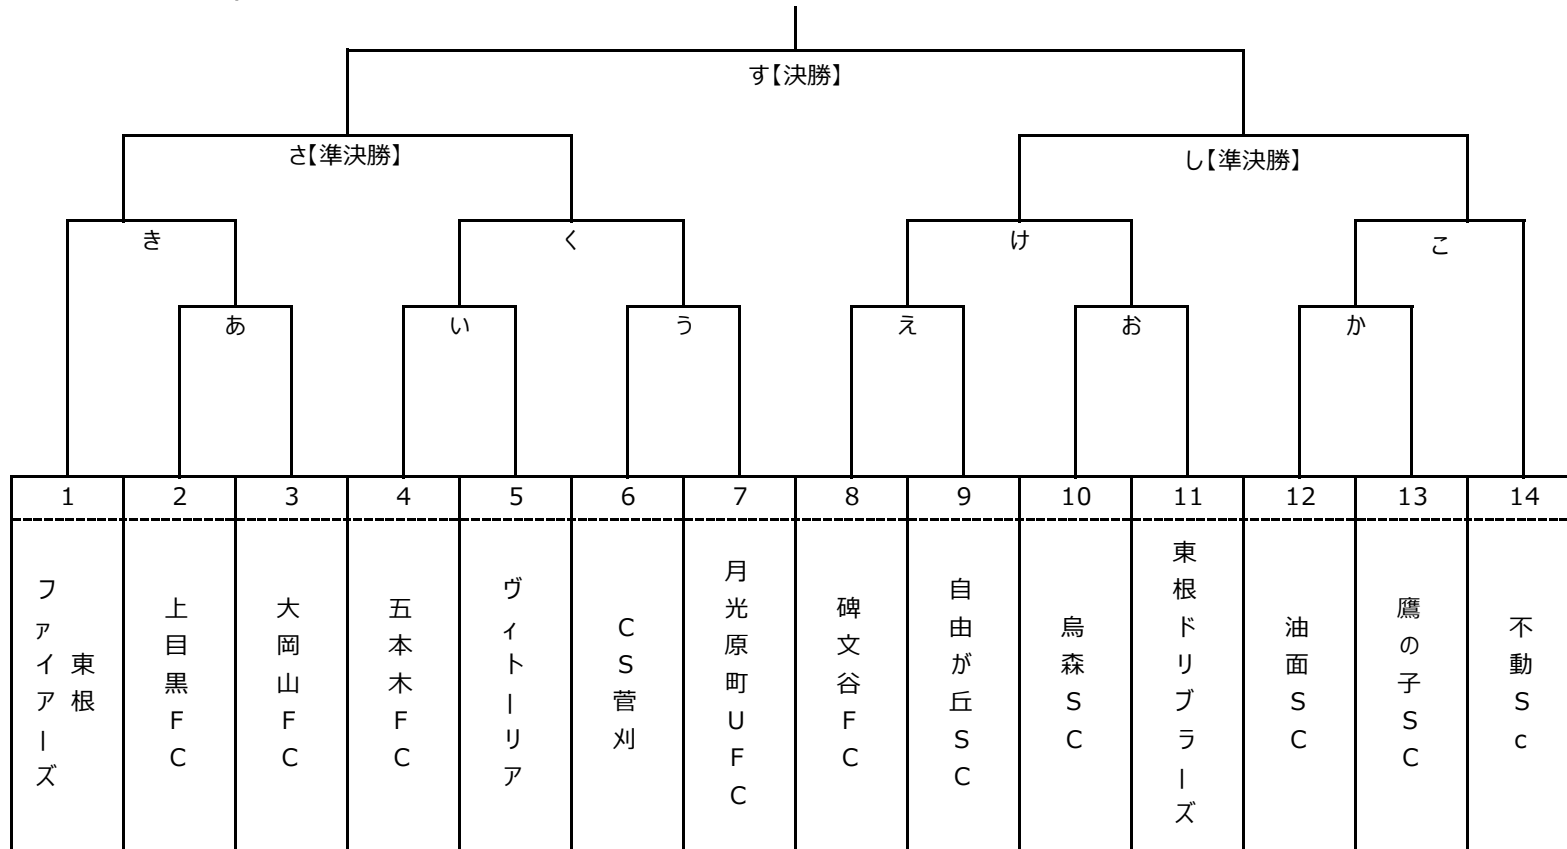 す【決勝】
さ【準決勝】
し【準決勝】
き
く
け
こ
あ
い
う
え
お
か
1
2
3
4
5
6
7
8
9
10
11
12
13
14
東根
ファイアーズ
上目黒FC
大岡山FC
五本木FC
ヴィトーリア
CS菅刈
月光原町UFC
碑文谷FC
自由が丘SC
烏森SC
東根ドリブラーズ
油面SC
鷹の子SC
不動Sc